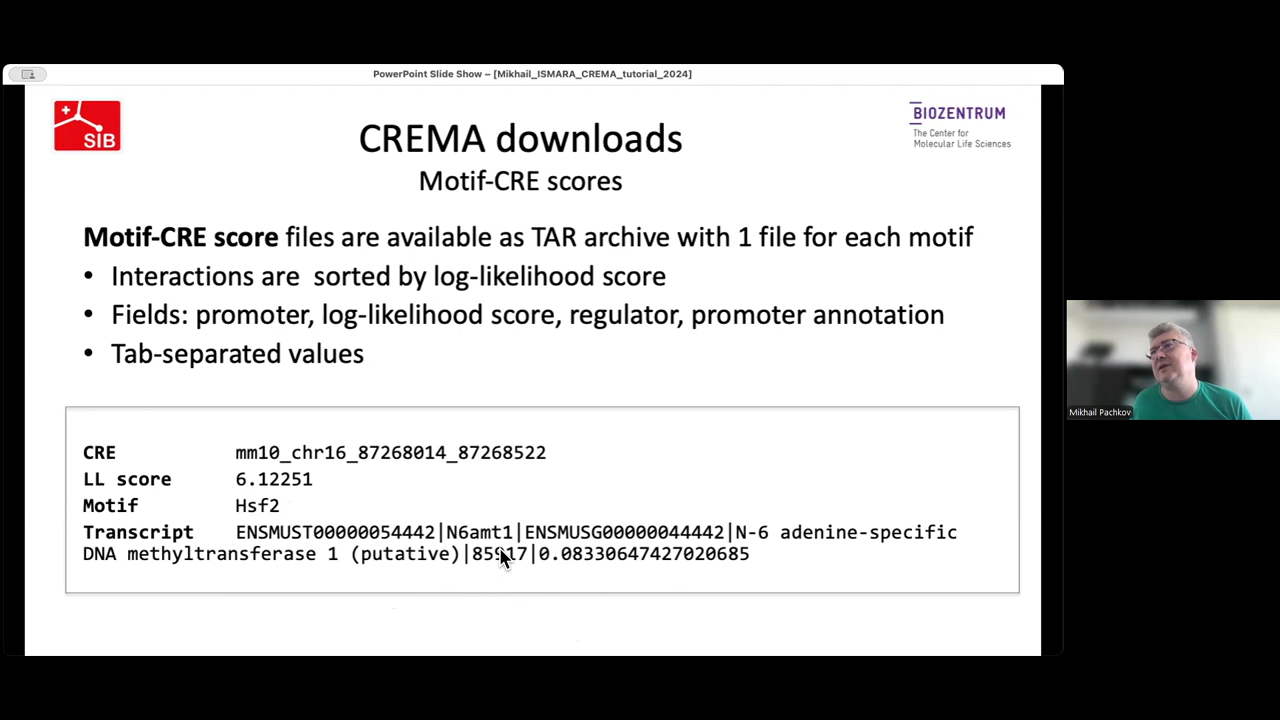 PowerPoint Slide Show – [Mikhail_ISMARA_CREMA_tutorial_2024]
SIB
BIOZENTRUM
The Center for
Molecular Life Sciences
CREMA downloads
Motif-CRE scores
Motif-CRE score files are available as TAR archive with 1 file for each motif
• Interactions are sorted by log-likelihood score
• Fields: promoter, log-likelihood score, regulator, promoter annotation
• Tab-separated values
CRE mm10_chr16_87268014_87268522
LL score 6.12251
Motif Hsf2
Transcript ENSMUST00000054442|N6amt1|ENSMUSG00000044442|N-6 adenine-specific
DNA methyltransferase 1 (putative)|85917|0.08330647427020685
Mikhail Pachkov